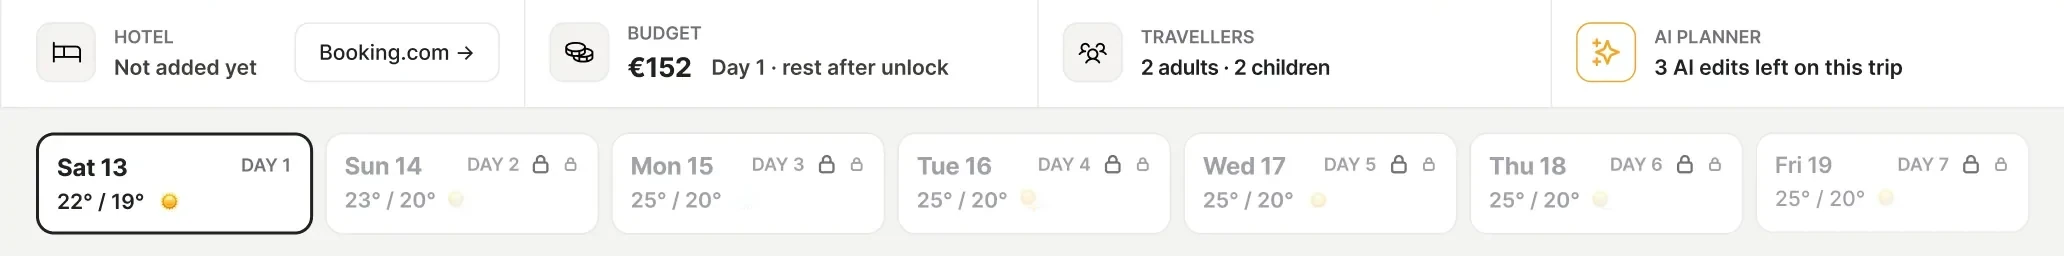 HOTEL
Not added yet
Booking.com →
BUDGET
€152 Day 1 · rest after unlock
TRAVELLERS
2 adults · 2 children
AI PLANNER
3 AI edits left on this trip
Sat 13 DAY 1
22° / 19°
Sun 14 DAY 2
23° / 20°
Mon 15 DAY 3
25° / 20°
Tue 16 DAY 4
25° / 20°
Wed 17 DAY 5
25° / 20°
Thu 18 DAY 6
25° / 20°
Fri 19 DAY 7
25° / 20°